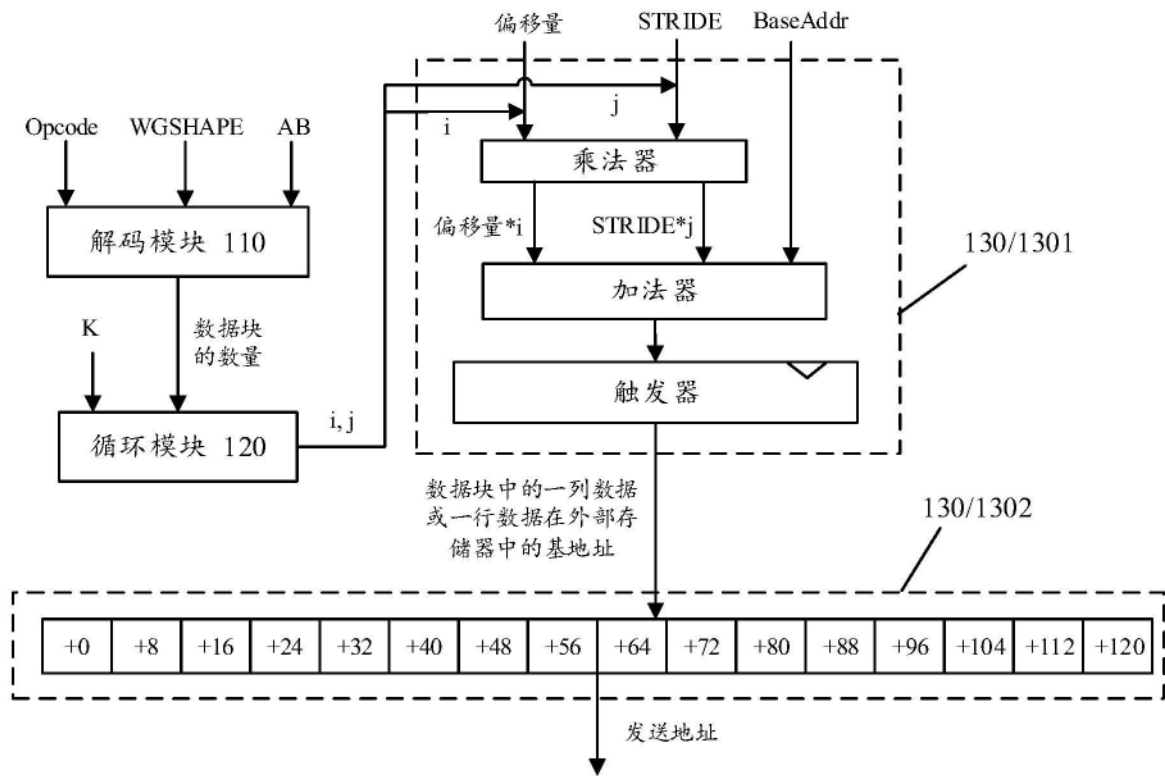 偏移量 STRIDE BaseAddr
i j
Opcode WGSHAPE AB
乘法器
解码模块 110
偏移量*i STRIDE*j
130/1301
加法器
K
数据块
的数量
触发器
循环模块 120
i, j
数据块中的一列数据
或一行数据在外部存
储器中的基地址
130/1302
+0 +8 +16 +24 +32 +40 +48 +56 +64 +72 +80 +88 +96 +104 +112 +120
发送地址